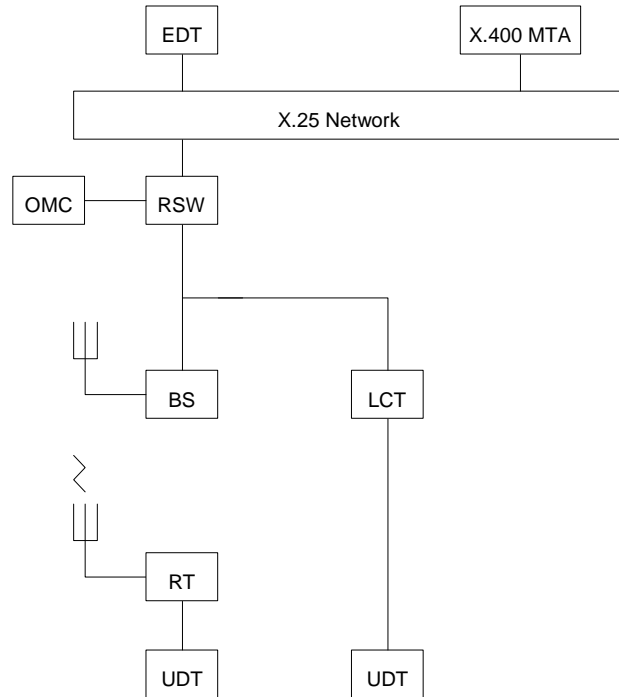 EDT
X.400 MTA
X.25 Network
OMC
RSW
BS
LCT
RT
UDT
UDT